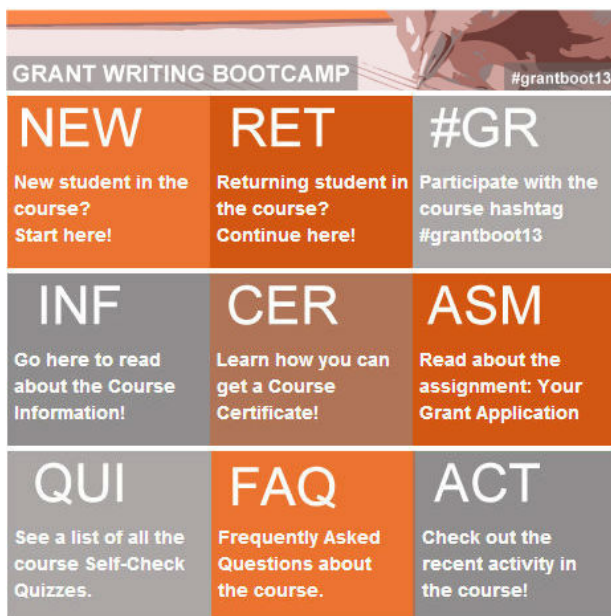 GRANT WRITING BOOTCAMP
#grantboot13
NEW
New student in the
course?
Start here!
RET
Returning student in
the course?
Continue here!
#GR
Participate with the
course hashtag
#grantboot13
INF
Go here to read
about the Course
Information!
CER
Learn how you can
get a Course
Certificate!
ASM
Read about the
assignment: Your
Grant Application
QUI
See a list of all the
course Self-Check
Quizzes.
FAQ
Frequently Asked
Questions about
the course.
ACT
Check out the
recent activity in
the course!